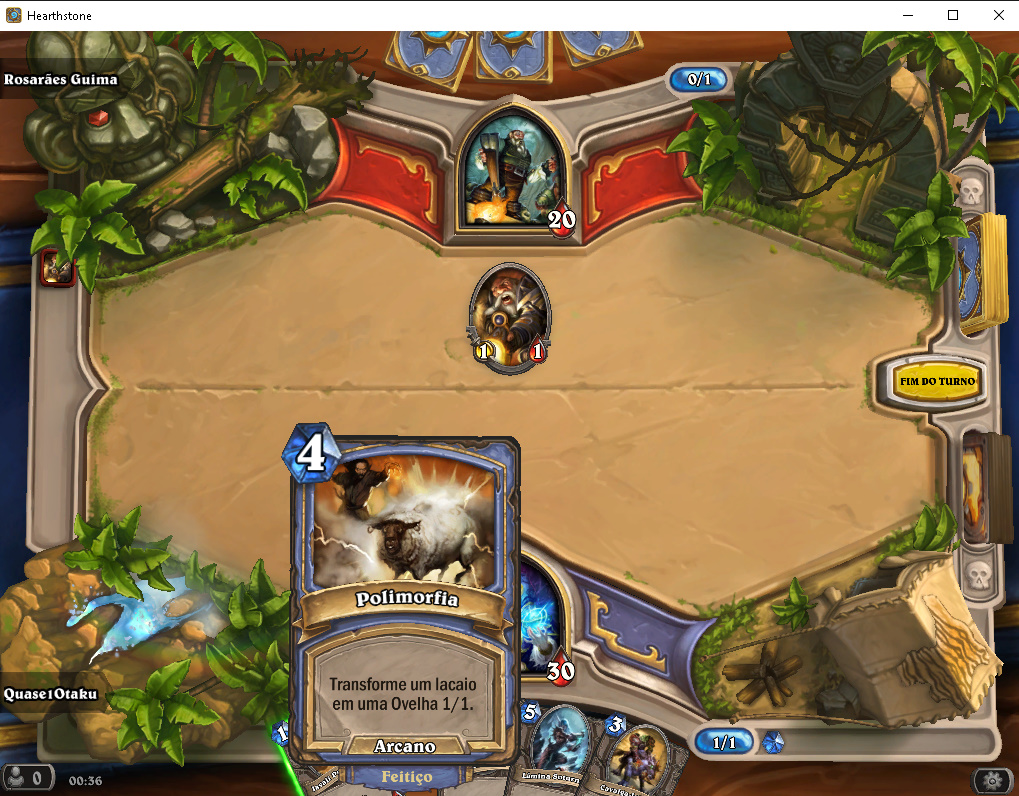 Hearthstone
Rosarães Guima
0/1
20
1 1
FIM DO TURNO
4
Polimorfia
Transforme um lacaio
em uma Ovelha 1/1.
Arcano
Feitiço
30
Quase1Otaku
1
5
3
1/1
0
00:36